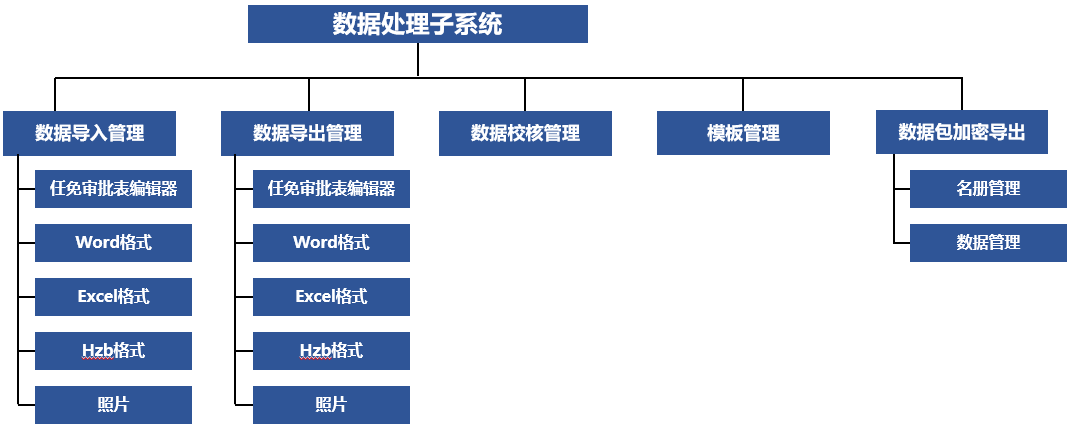 数据处理子系统
数据导入管理
数据导出管理
数据校核管理
模板管理
数据包加密导出
任免审批表编辑器
Word格式
Excel格式
Hzb格式
照片
任免审批表编辑器
Word格式
Excel格式
Hzb格式
照片
名册管理
数据管理